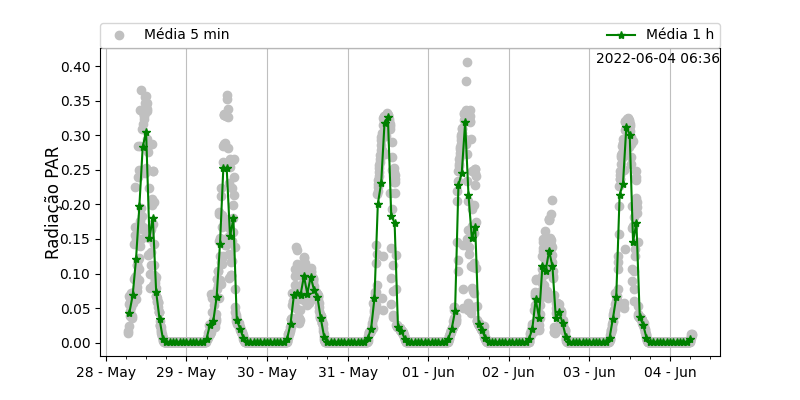 Média 5 min
Média 1 h
2022-06-04 06:36
Radiação PAR
0.40
0.35
0.30
0.25
0.20
0.15
0.10
0.05
0.00
28 - May
29 - May
30 - May
31 - May
01 - Jun
02 - Jun
03 - Jun
04 - Jun